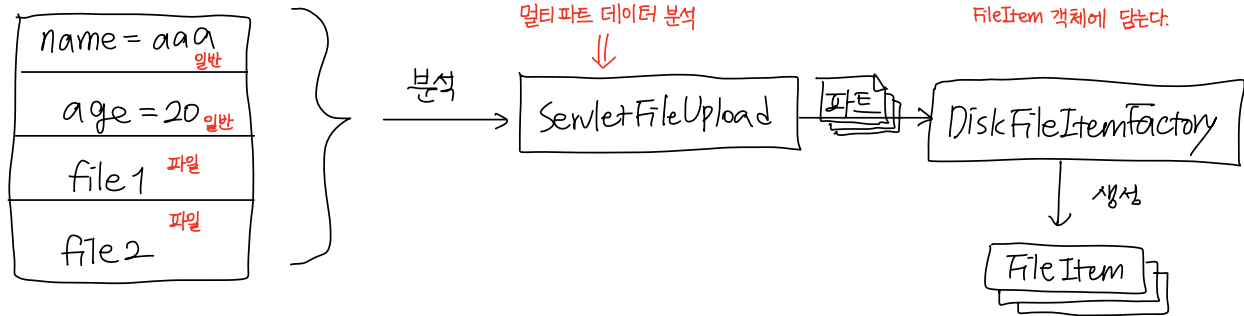 name = aaa
일반
age = 20 일반
file1 파일
파일
file2
분석
멀티파트 데이터 분석
ServletFileUpload
파트
FileItem 객체에 담는다.
DiskFileItemFactory
생성
FileItem